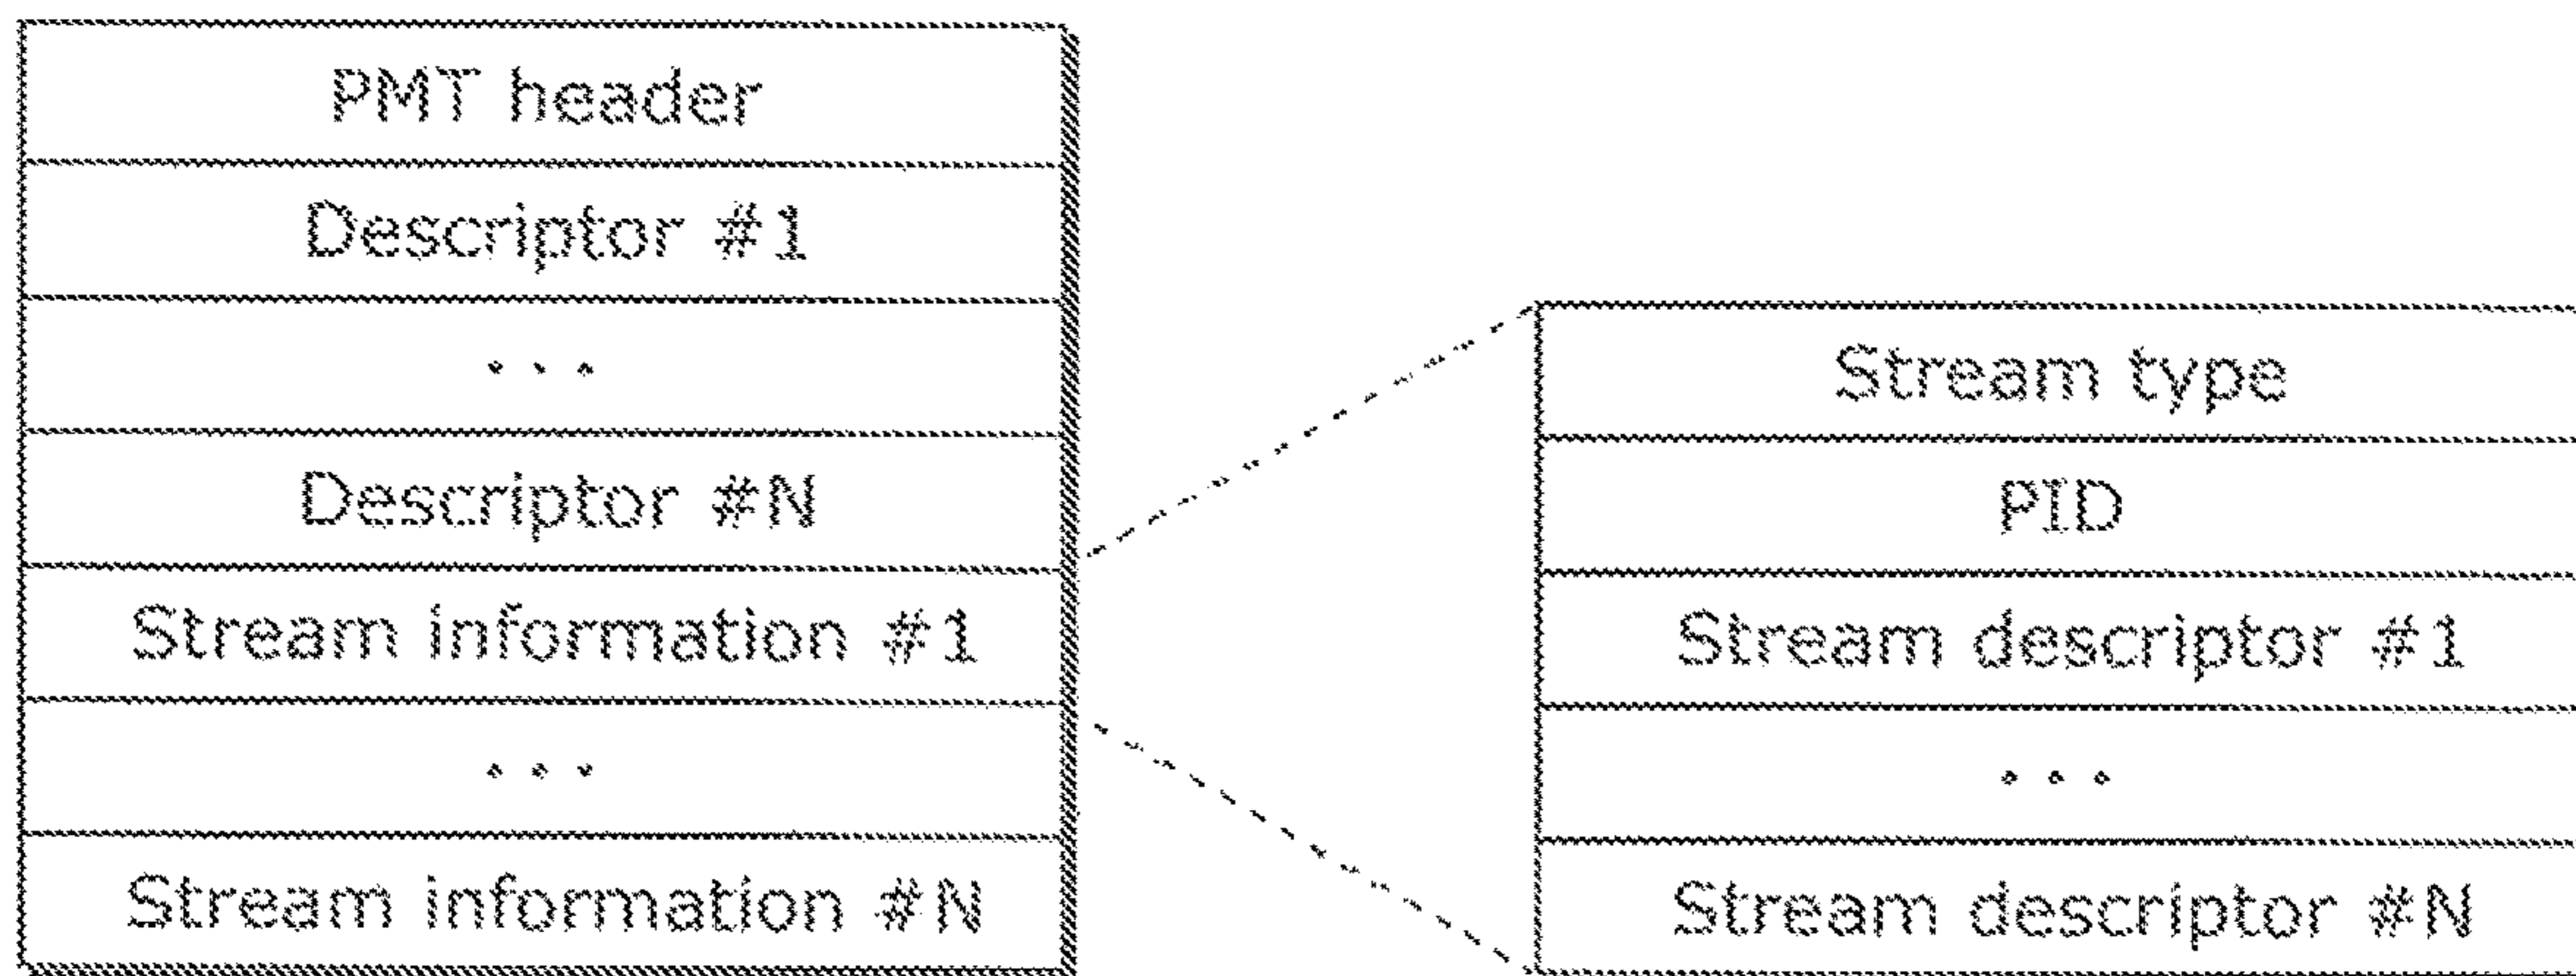 PMT header
Descriptor #1
...
Descriptor #N
Stream information #1
...
Stream information #N
Stream type
PID
Stream descriptor #1
...
Stream descriptor #N